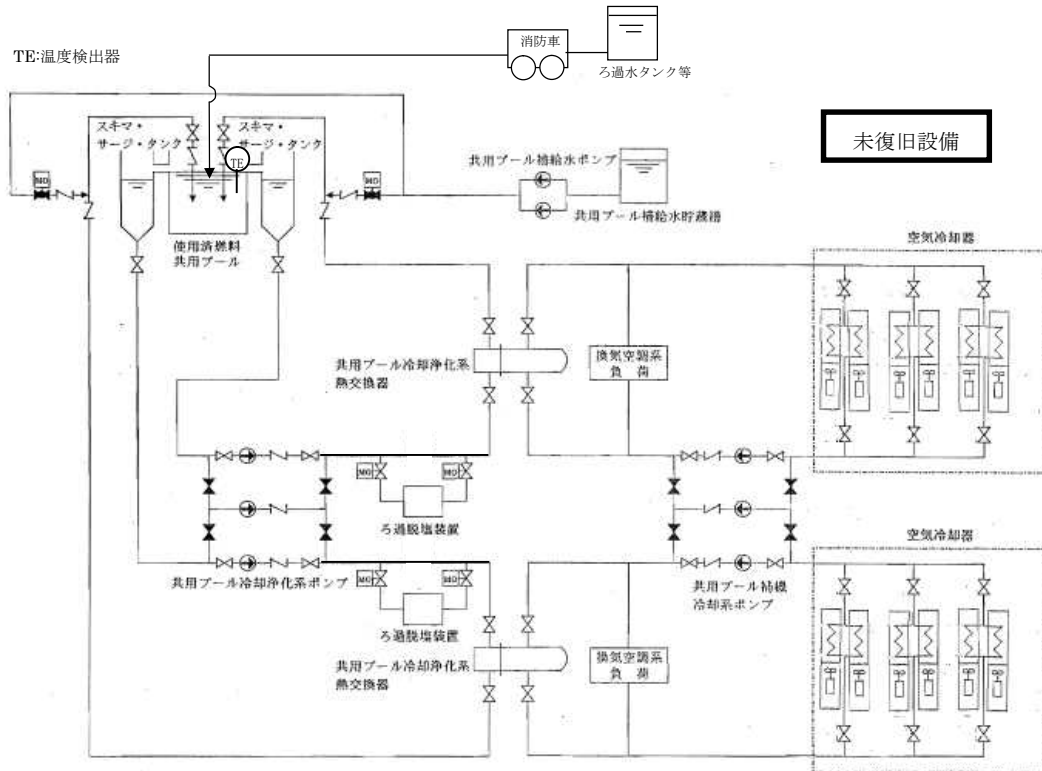 消防車
ろ過水タンク等
TE:温度検出器
未復旧設備
スキマ・
サージ・タンク
スキマ・
サージ・タンク
TE
共用プール補給水ポンプ
共用プール補給水貯蔵槽
MO
MO
使用済燃料
共用プール
空気冷却器
共用プール冷却浄化系
熱交換器
換気空調系
負荷
MO
MO
ろ過脱塩装置
空気冷却器
共用プール冷却浄化系ポンプ
MO
MO
共用プール補機
冷却系ポンプ
ろ過脱塩装置
共用プール冷却浄化系
熱交換器
換気空調系
負荷